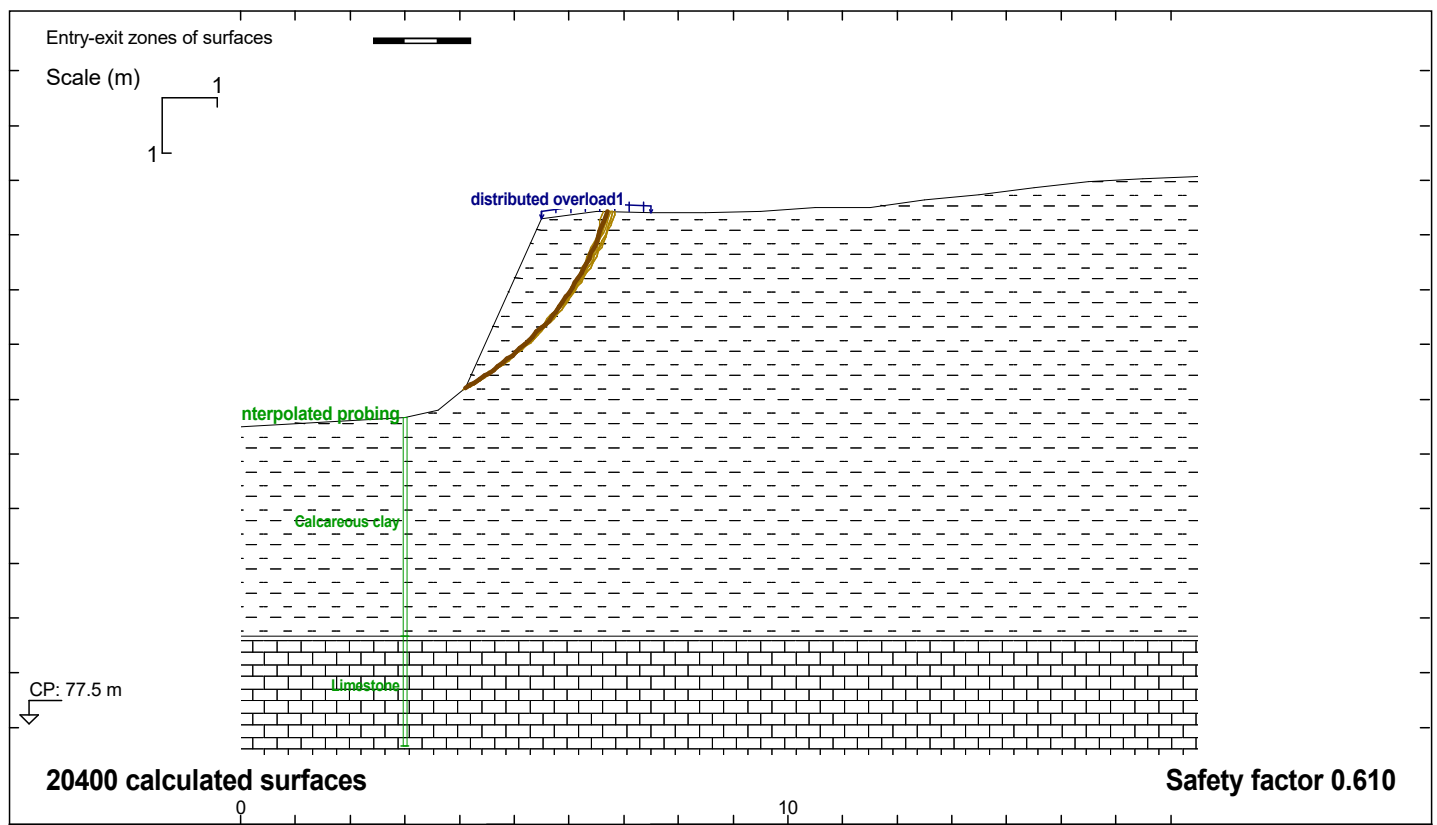 Entry-exit zones of surfaces
Scale (m)
1
1
distributed overload1
nterpolated probing
Calcareous clay
Limestone
CP: 77.5 m
20400 calculated surfaces
Safety factor 0.610
0
10